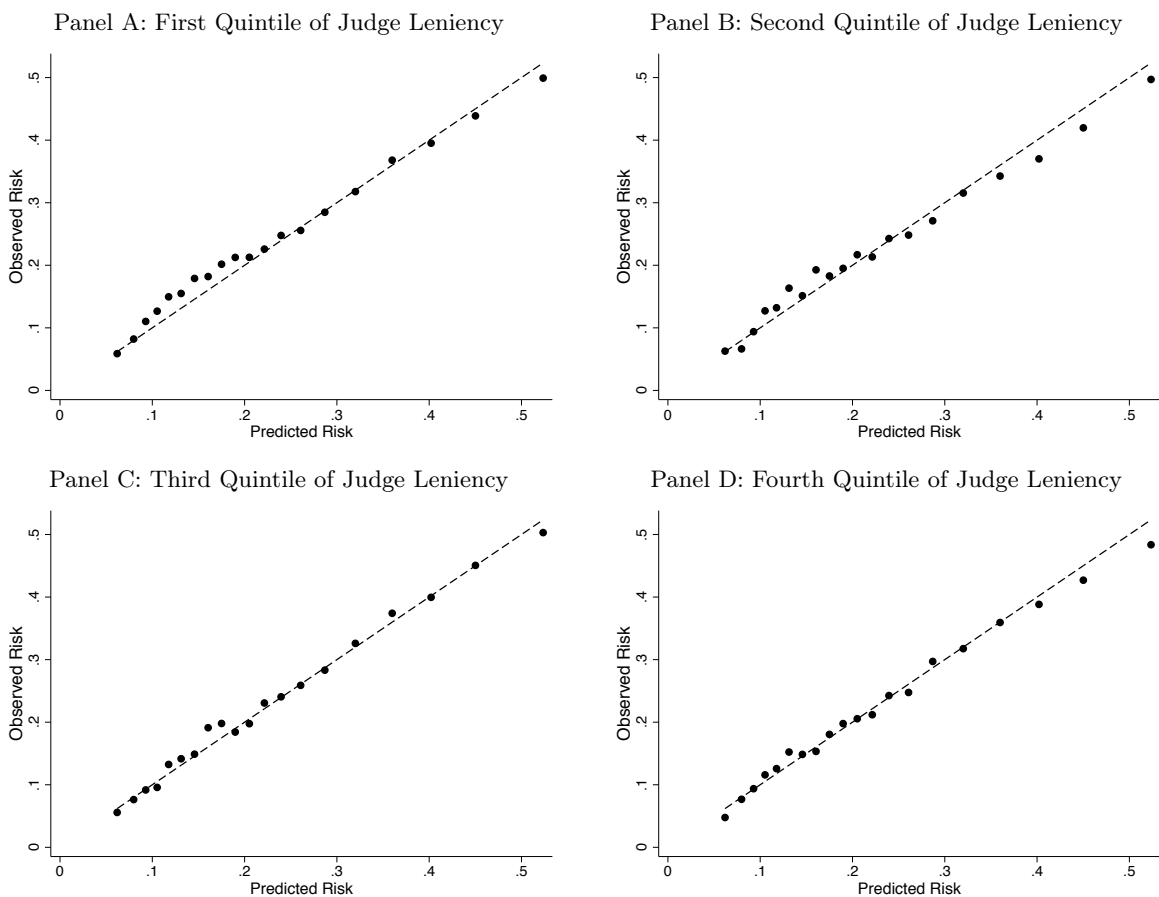 Panel A: First Quintile of Judge Leniency
Observed Risk
.5
.4
.3
.2
.1
0
0 .1 .2 .3 .4 .5
Predicted Risk
Panel B: Second Quintile of Judge Leniency
Observed Risk
.5
.4
.3
.2
.1
0
0 .1 .2 .3 .4 .5
Predicted Risk
Panel C: Third Quintile of Judge Leniency
Observed Risk
.5
.4
.3
.2
.1
0
0 .1 .2 .3 .4 .5
Predicted Risk
Panel D: Fourth Quintile of Judge Leniency
Observed Risk
.5
.4
.3
.2
.1
0
0 .1 .2 .3 .4 .5
Predicted Risk